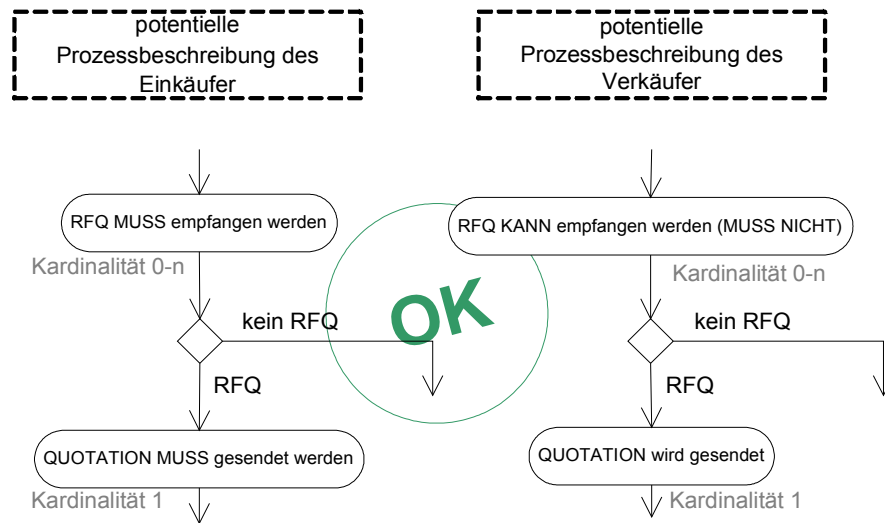 potentielle
Prozessbeschreibung des
Einkäufer
potentielle
Prozessbeschreibung des
Verkäufer
RFQ MUSS empfangen werden
RFQ KANN empfangen werden (MUSS NICHT)
Kardinalität 0-n
Kardinalität 0-n
OK
kein RFQ
kein RFQ
RFQ
RFQ
QUOTATION MUSS gesendet werden
QUOTATION wird gesendet
Kardinalität 1
Kardinalität 1